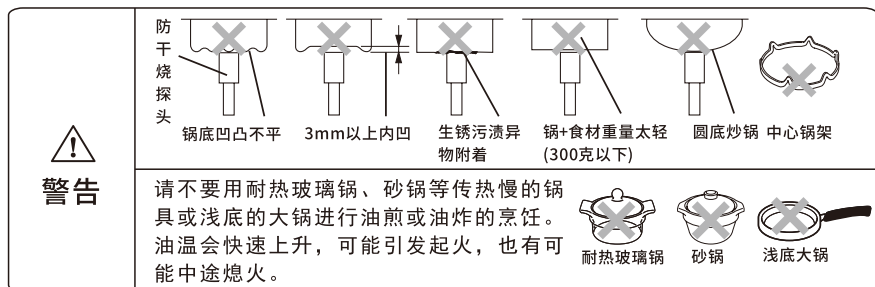 警告
防干烧探头
锅底凹凸不平
3mm以上内凹
生锈污渍异
物附着
锅+食材重量太轻
(300克以下)
圆底炒锅
中心锅架
请不要用耐热玻璃锅、砂锅等传热慢的锅
具或浅底的大锅进行油煎或油炸的烹饪。
油温会快速上升，可能引发起火，也有可
能中途熄火。
耐热玻璃锅
砂锅
浅底大锅